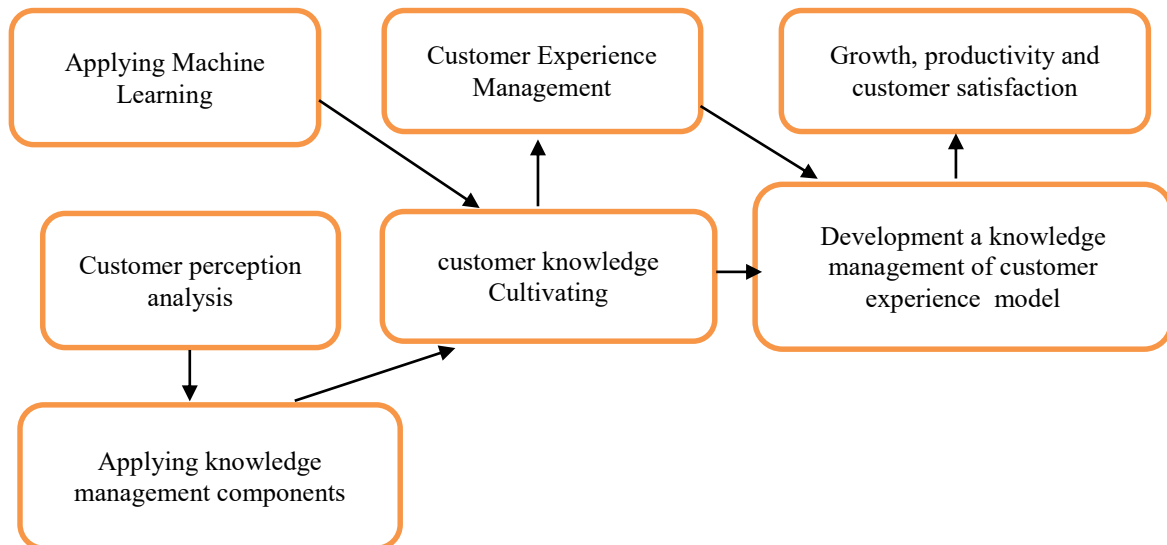 Applying Machine
Learning
Customer Experience
Management
Growth, productivity and
customer satisfaction
Customer perception
analysis
customer knowledge
Cultivating
Development a knowledge
management of customer
experience model
Applying knowledge
management components